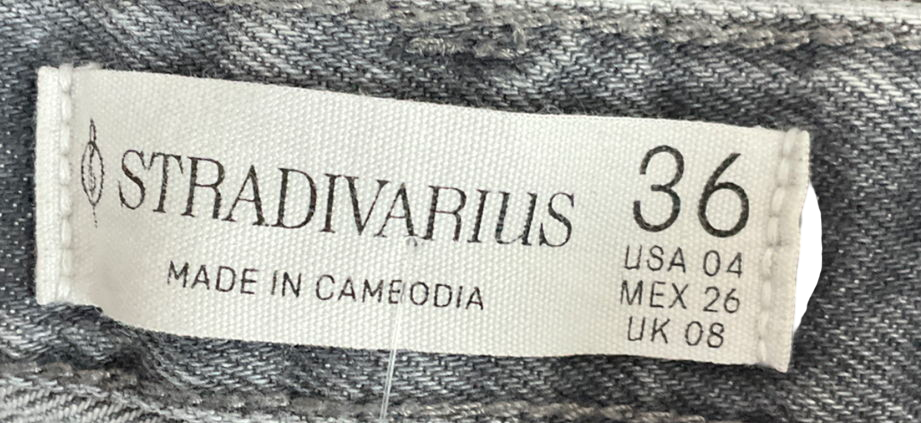 STRADIVARIUS
MADE IN CAMBODIA
36
USA 04
MEX 26
UK 08